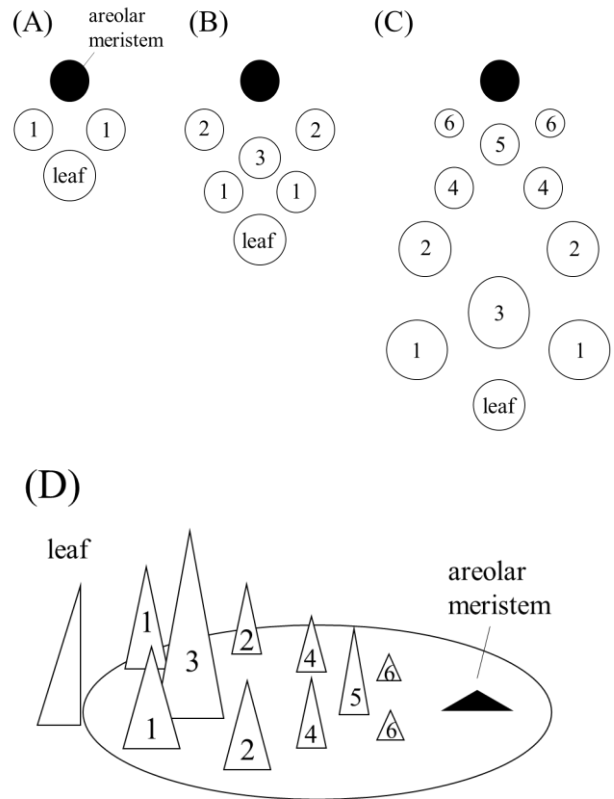 (A)
areolar
meristem
1 1
leaf
(B)
2 2
3
1 1
leaf
(C)
6 6
5
4 4
2 2
3
1 1
leaf
(D)
leaf
areolar
meristem
1 3 2 4 5 6
1 2 4 6